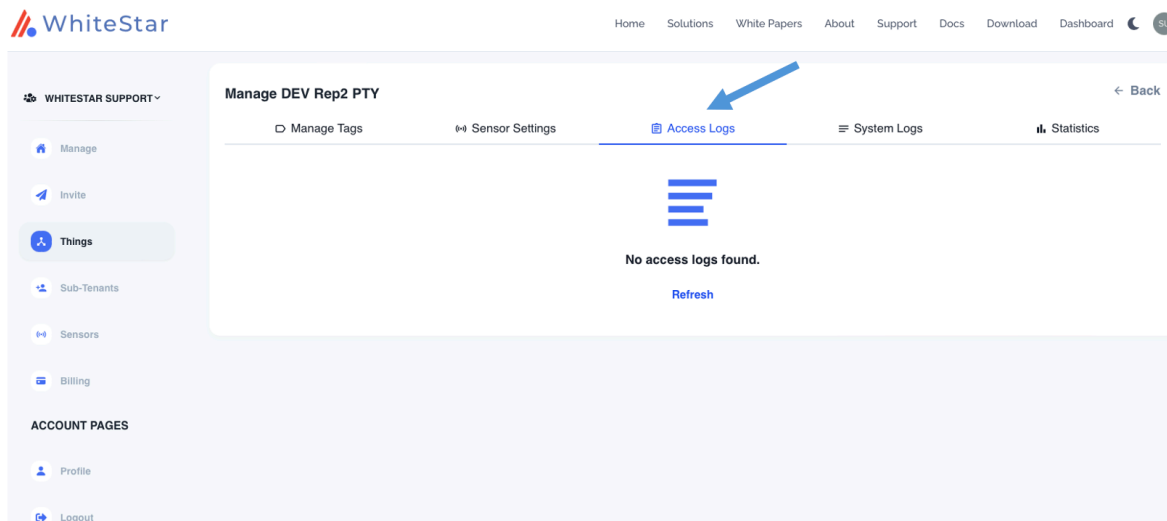 WhiteStar
Home Solutions White Papers About Support Docs Download Dashboard SU
WHITESTAR SUPPORT
Manage
Invite
Things
Sub-Tenants
Sensors
Billing
ACCOUNT PAGES
Profile
Logout
Manage DEV Rep2 PTY
Back
Manage Tags Sensor Settings Access Logs System Logs Statistics
No access logs found.
Refresh